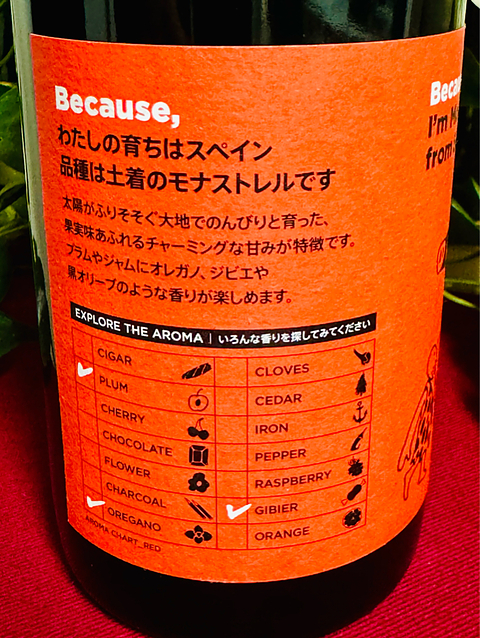 Because,
わたしの育ちはスペイン
品種は土着のモナストレルです
太陽がふりそそぐ大地でのんびりと育った、
果実味あふれるチャーミングな甘みが特徴です。
プラムやジャムにオレガノ、ジビエや
黒オリーブのような香りが楽しめます。
EXPLORE THE AROMA | いろんな香りを探してみてください
CIGAR
PLUM
CHERRY
CHOCOLATE
FLOWER
CHARCOAL
OREGANO
CLOVES
CEDAR
IRON
PEPPER
RASPBERRY
GIBIER
ORANGE
AROMA CHART_RED
I'm
from